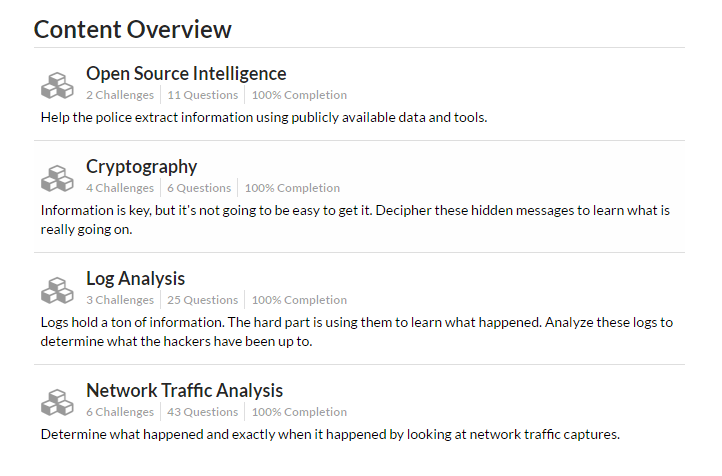 Content Overview
Open Source Intelligence
2 Challenges 11 Questions 100% Completion
Help the police extract information using publicly available data and tools.
Cryptography
4 Challenges 6 Questions 100% Completion
Information is key, but it's not going to be easy to get it. Decipher these hidden messages to learn what is
really going on.
Log Analysis
3 Challenges 25 Questions 100% Completion
Logs hold a ton of information. The hard part is using them to learn what happened. Analyze these logs to
determine what the hackers have been up to.
Network Traffic Analysis
6 Challenges 43 Questions 100% Completion
Determine what happened and exactly when it happened by looking at network traffic captures.